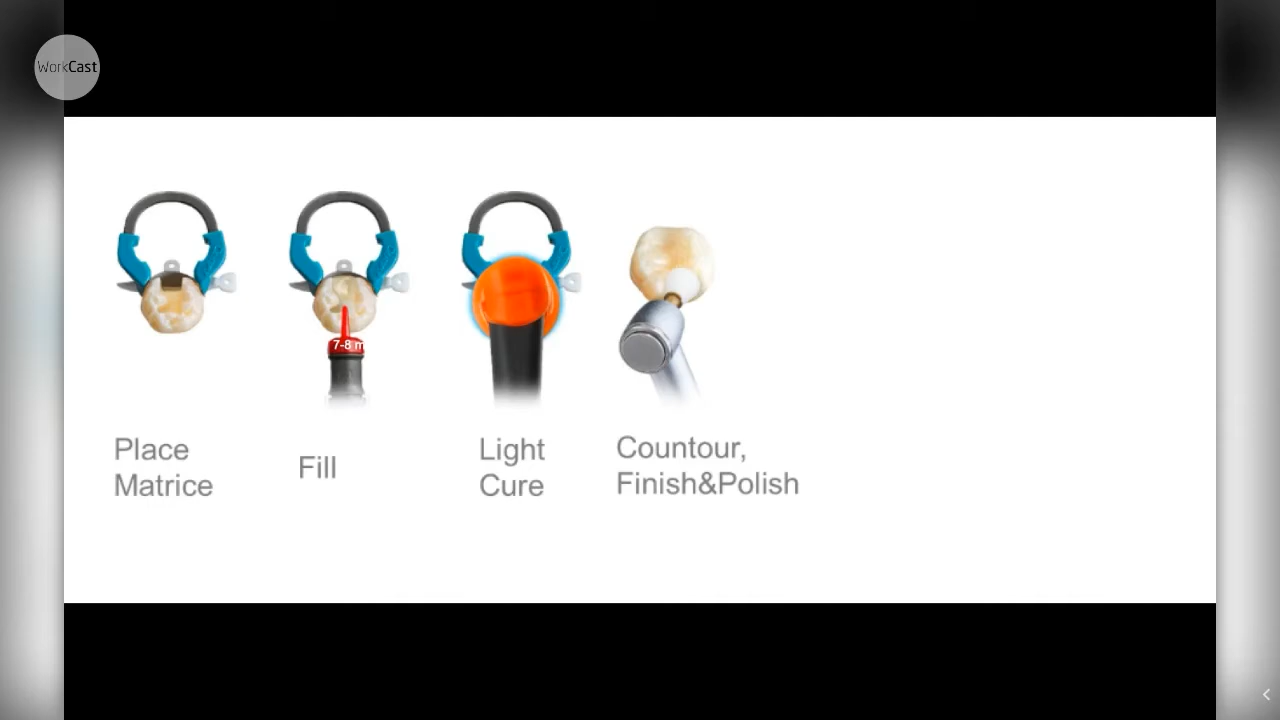 WorkCast
7-8 m
Place
Matrice
Fill
Light
Cure
Countour,
Finish&Polish